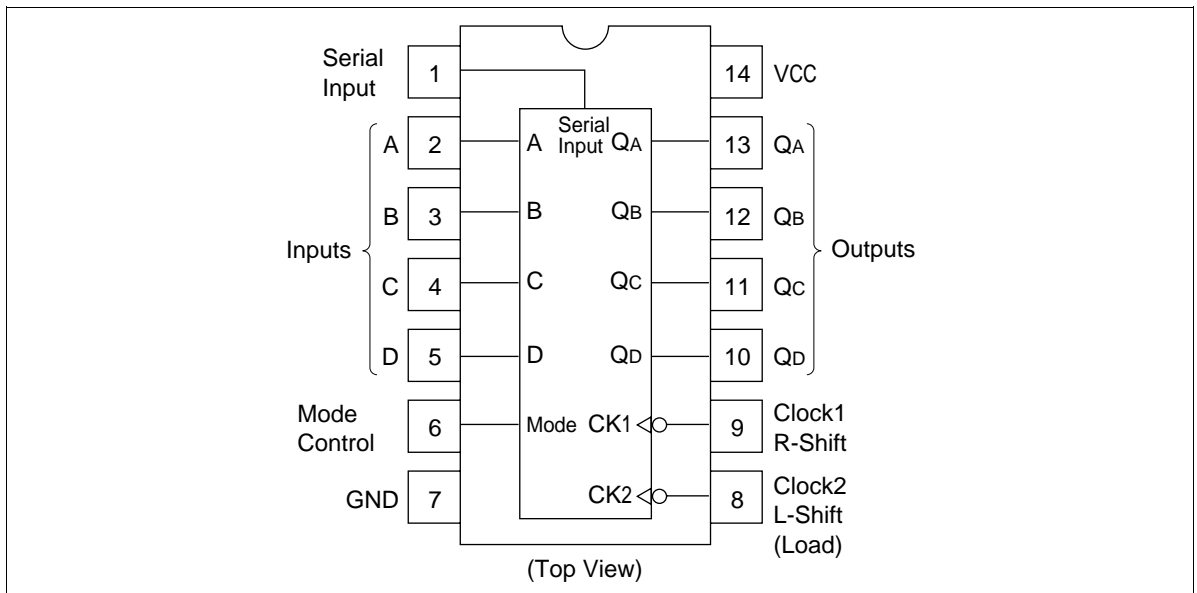 Serial
Input
1
14
VCC
Serial
Input
A
2
A
QA
13
QA
B
3
B
QB
12
QB
Inputs
Outputs
C
4
C
QC
11
QC
D
5
D
QD
10
QD
Mode
Control
6
Mode
CK1
9
Clock1
R-Shift
GND
7
CK2
8
Clock2
L-Shift
(Load)
(Top View)